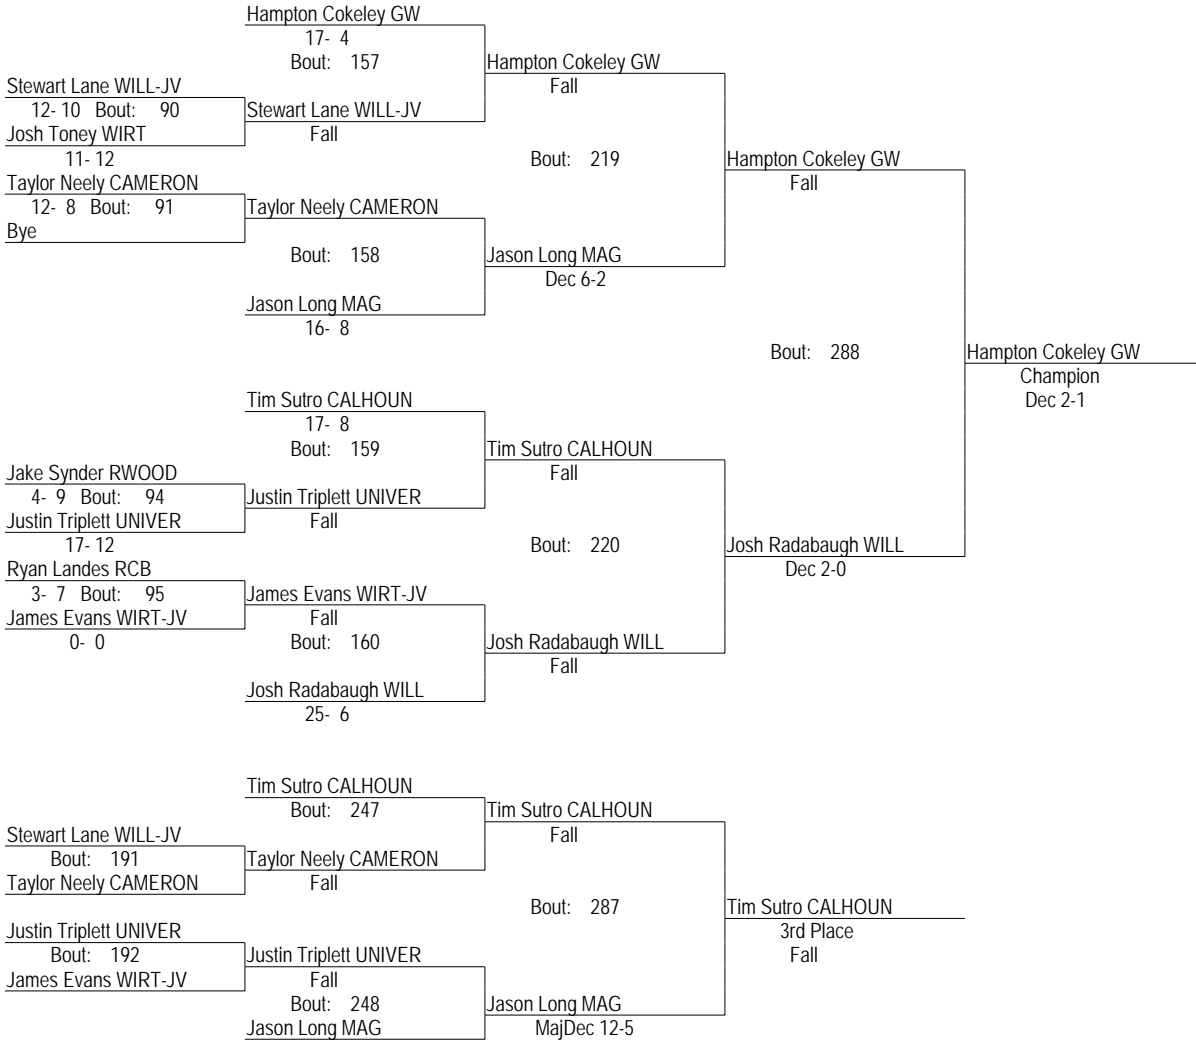 Hampton Cokeley GW
17- 4
Bout: 157
Hampton Cokeley GW
Fall
Stewart Lane WILL-JV
12- 10 Bout: 90
Stewart Lane WILL-JV
Fall
Josh Toney WIRT
11- 12
Bout: 219
Hampton Cokeley GW
Fall
Taylor Neely CAMERON
12- 8 Bout: 91
Taylor Neely CAMERON
Bye
Bout: 158
Jason Long MAG
Dec 6-2
Jason Long MAG
16- 8
Bout: 288
Hampton Cokeley GW
Champion
Dec 2-1
Tim Sutro CALHOUN
17- 8
Bout: 159
Tim Sutro CALHOUN
Fall
Jake Synder RWOOD
4- 9 Bout: 94
Justin Triplett UNIVER
Fall
Justin Triplett UNIVER
17- 12
Bout: 220
Josh Radabaugh WILL
Dec 2-0
Ryan Landes RCB
3- 7 Bout: 95
James Evans WIRT-JV
Fall
James Evans WIRT-JV
0- 0
Bout: 160
Josh Radabaugh WILL
Fall
Josh Radabaugh WILL
25- 6
Tim Sutro CALHOUN
Bout: 247
Tim Sutro CALHOUN
Fall
Stewart Lane WILL-JV
Bout: 191
Taylor Neely CAMERON
Fall
Taylor Neely CAMERON
Bout: 287
Tim Sutro CALHOUN
3rd Place
Fall
Justin Triplett UNIVER
Bout: 192
Justin Triplett UNIVER
Fall
James Evans WIRT-JV
Bout: 248
Jason Long MAG
MajDec 12-5
Jason Long MAG